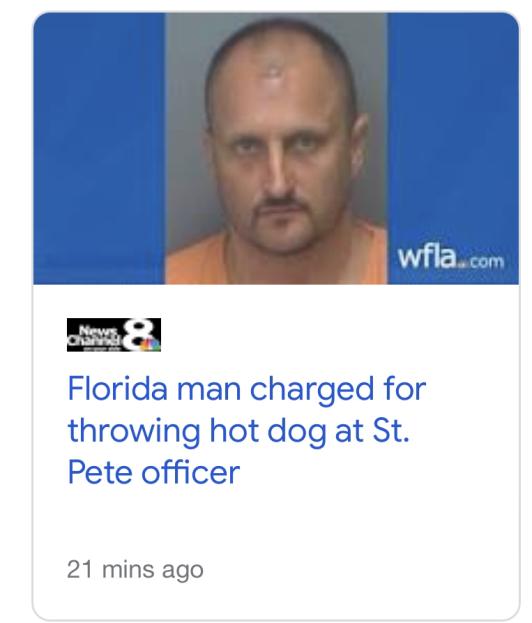 wfla.com
News
Channel 8
Florida man charged for
throwing hot dog at St.
Pete officer
21 mins ago